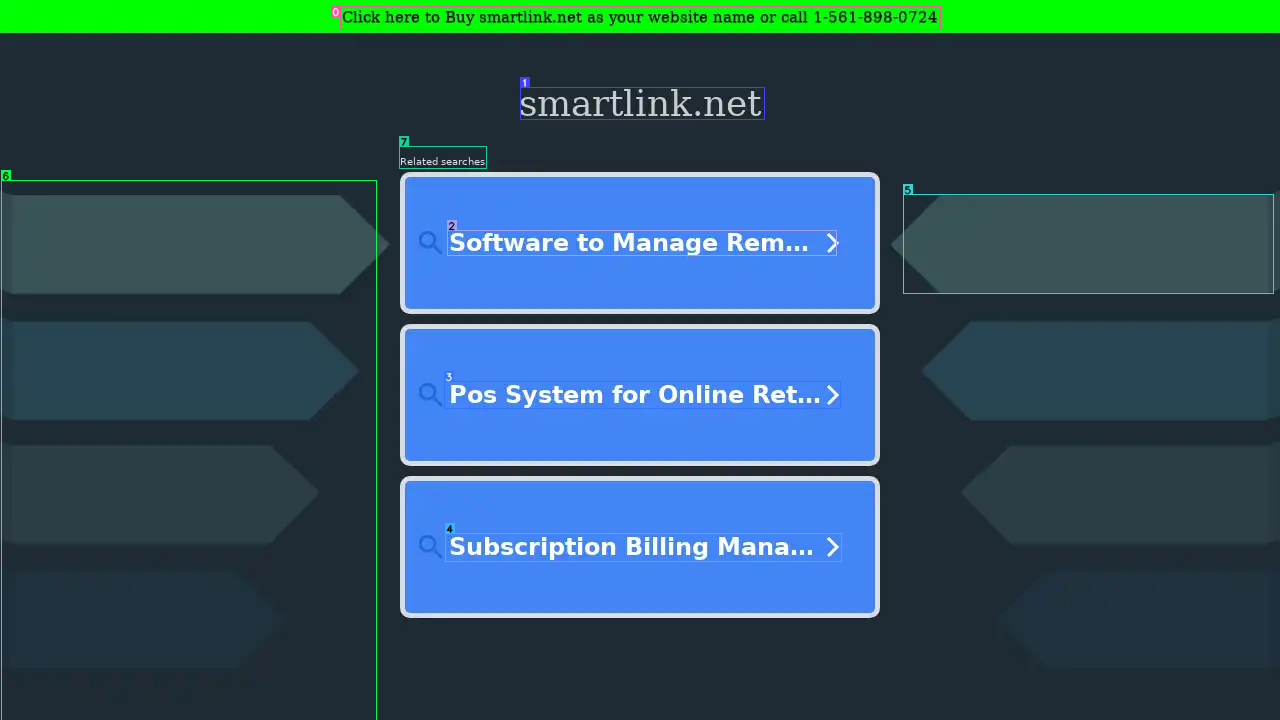 Click here to Buy smartlink.net as your website name or call 1-561-898-0724
smartlink.net
Related searches
Software to Manage Rem...
Pos System for Online Ret...
Subscription Billing Mana...
0
1
7
6
5
2
3
4